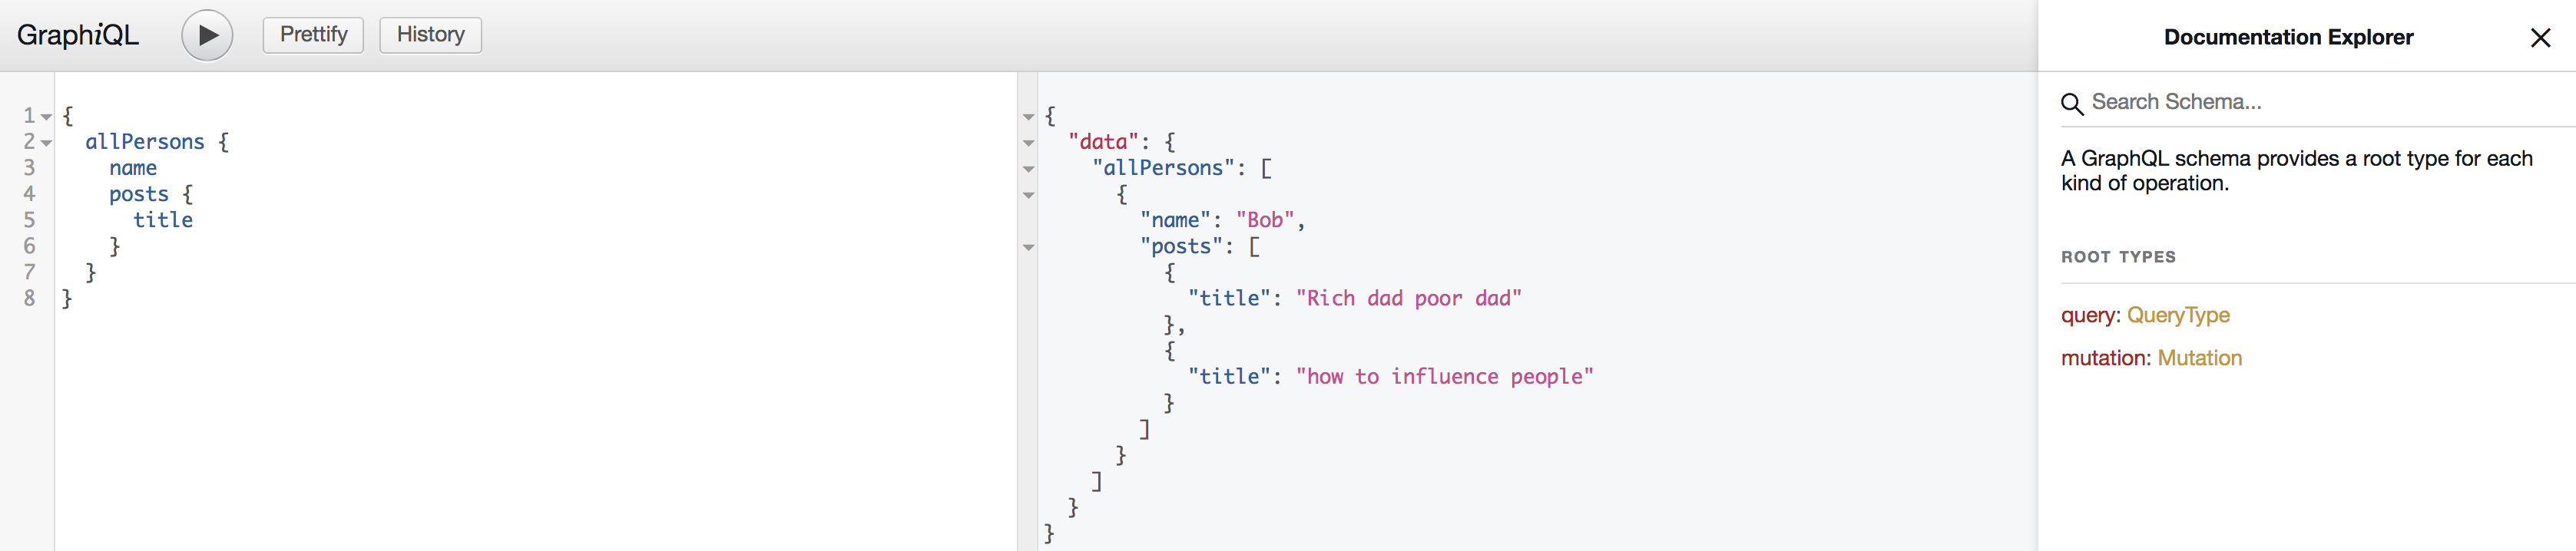 GraphiQL Prettify History
1 {
2 allPersons {
3 name
4 posts {
5 title
6 }
7 }
8 }
{
"data": {
"allPersons": [
{
"name": "Bob",
"posts": [
{
"title": "Rich dad poor dad"
},
{
"title": "how to influence people"
}
]
}
]
}
}
Documentation Explorer
Search Schema...
A GraphQL schema provides a root type for each
kind of operation.
ROOT TYPES
query: QueryType
mutation: Mutation